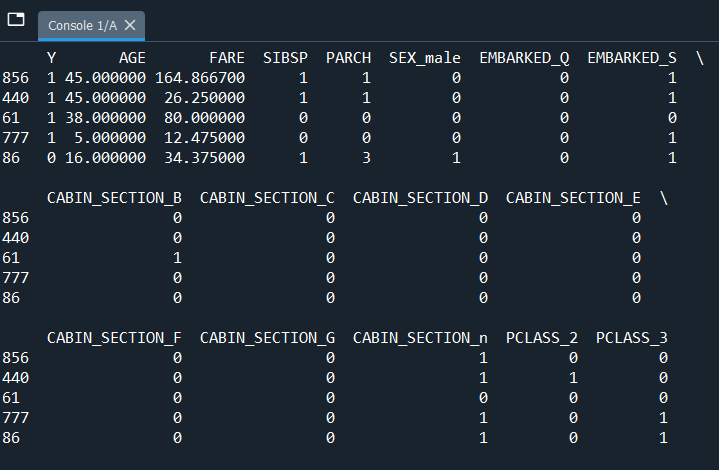 Console 1/A
Y AGE FARE SIBSP PARCH SEX_male EMBARKED_Q EMBARKED_S \
856 1 45.000000 164.866700 1 1 0 0 1
440 1 45.000000 26.250000 1 1 0 0 1
61 1 38.000000 80.000000 0 0 0 0 0
777 1 5.000000 12.475000 0 0 0 0 1
86 0 16.000000 34.375000 1 3 1 0 1
CABIN_SECTION_B CABIN_SECTION_C CABIN_SECTION_D CABIN_SECTION_E \
856 0 0 0 0
440 0 0 0 0
61 1 0 0 0
777 0 0 0 0
86 0 0 0 0
CABIN_SECTION_F CABIN_SECTION_G CABIN_SECTION_n PCLASS_2 PCLASS_3
856 0 0 1 0 0
440 0 0 1 1 0
61 0 0 0 0 0
777 0 0 1 0 1
86 0 0 1 0 1